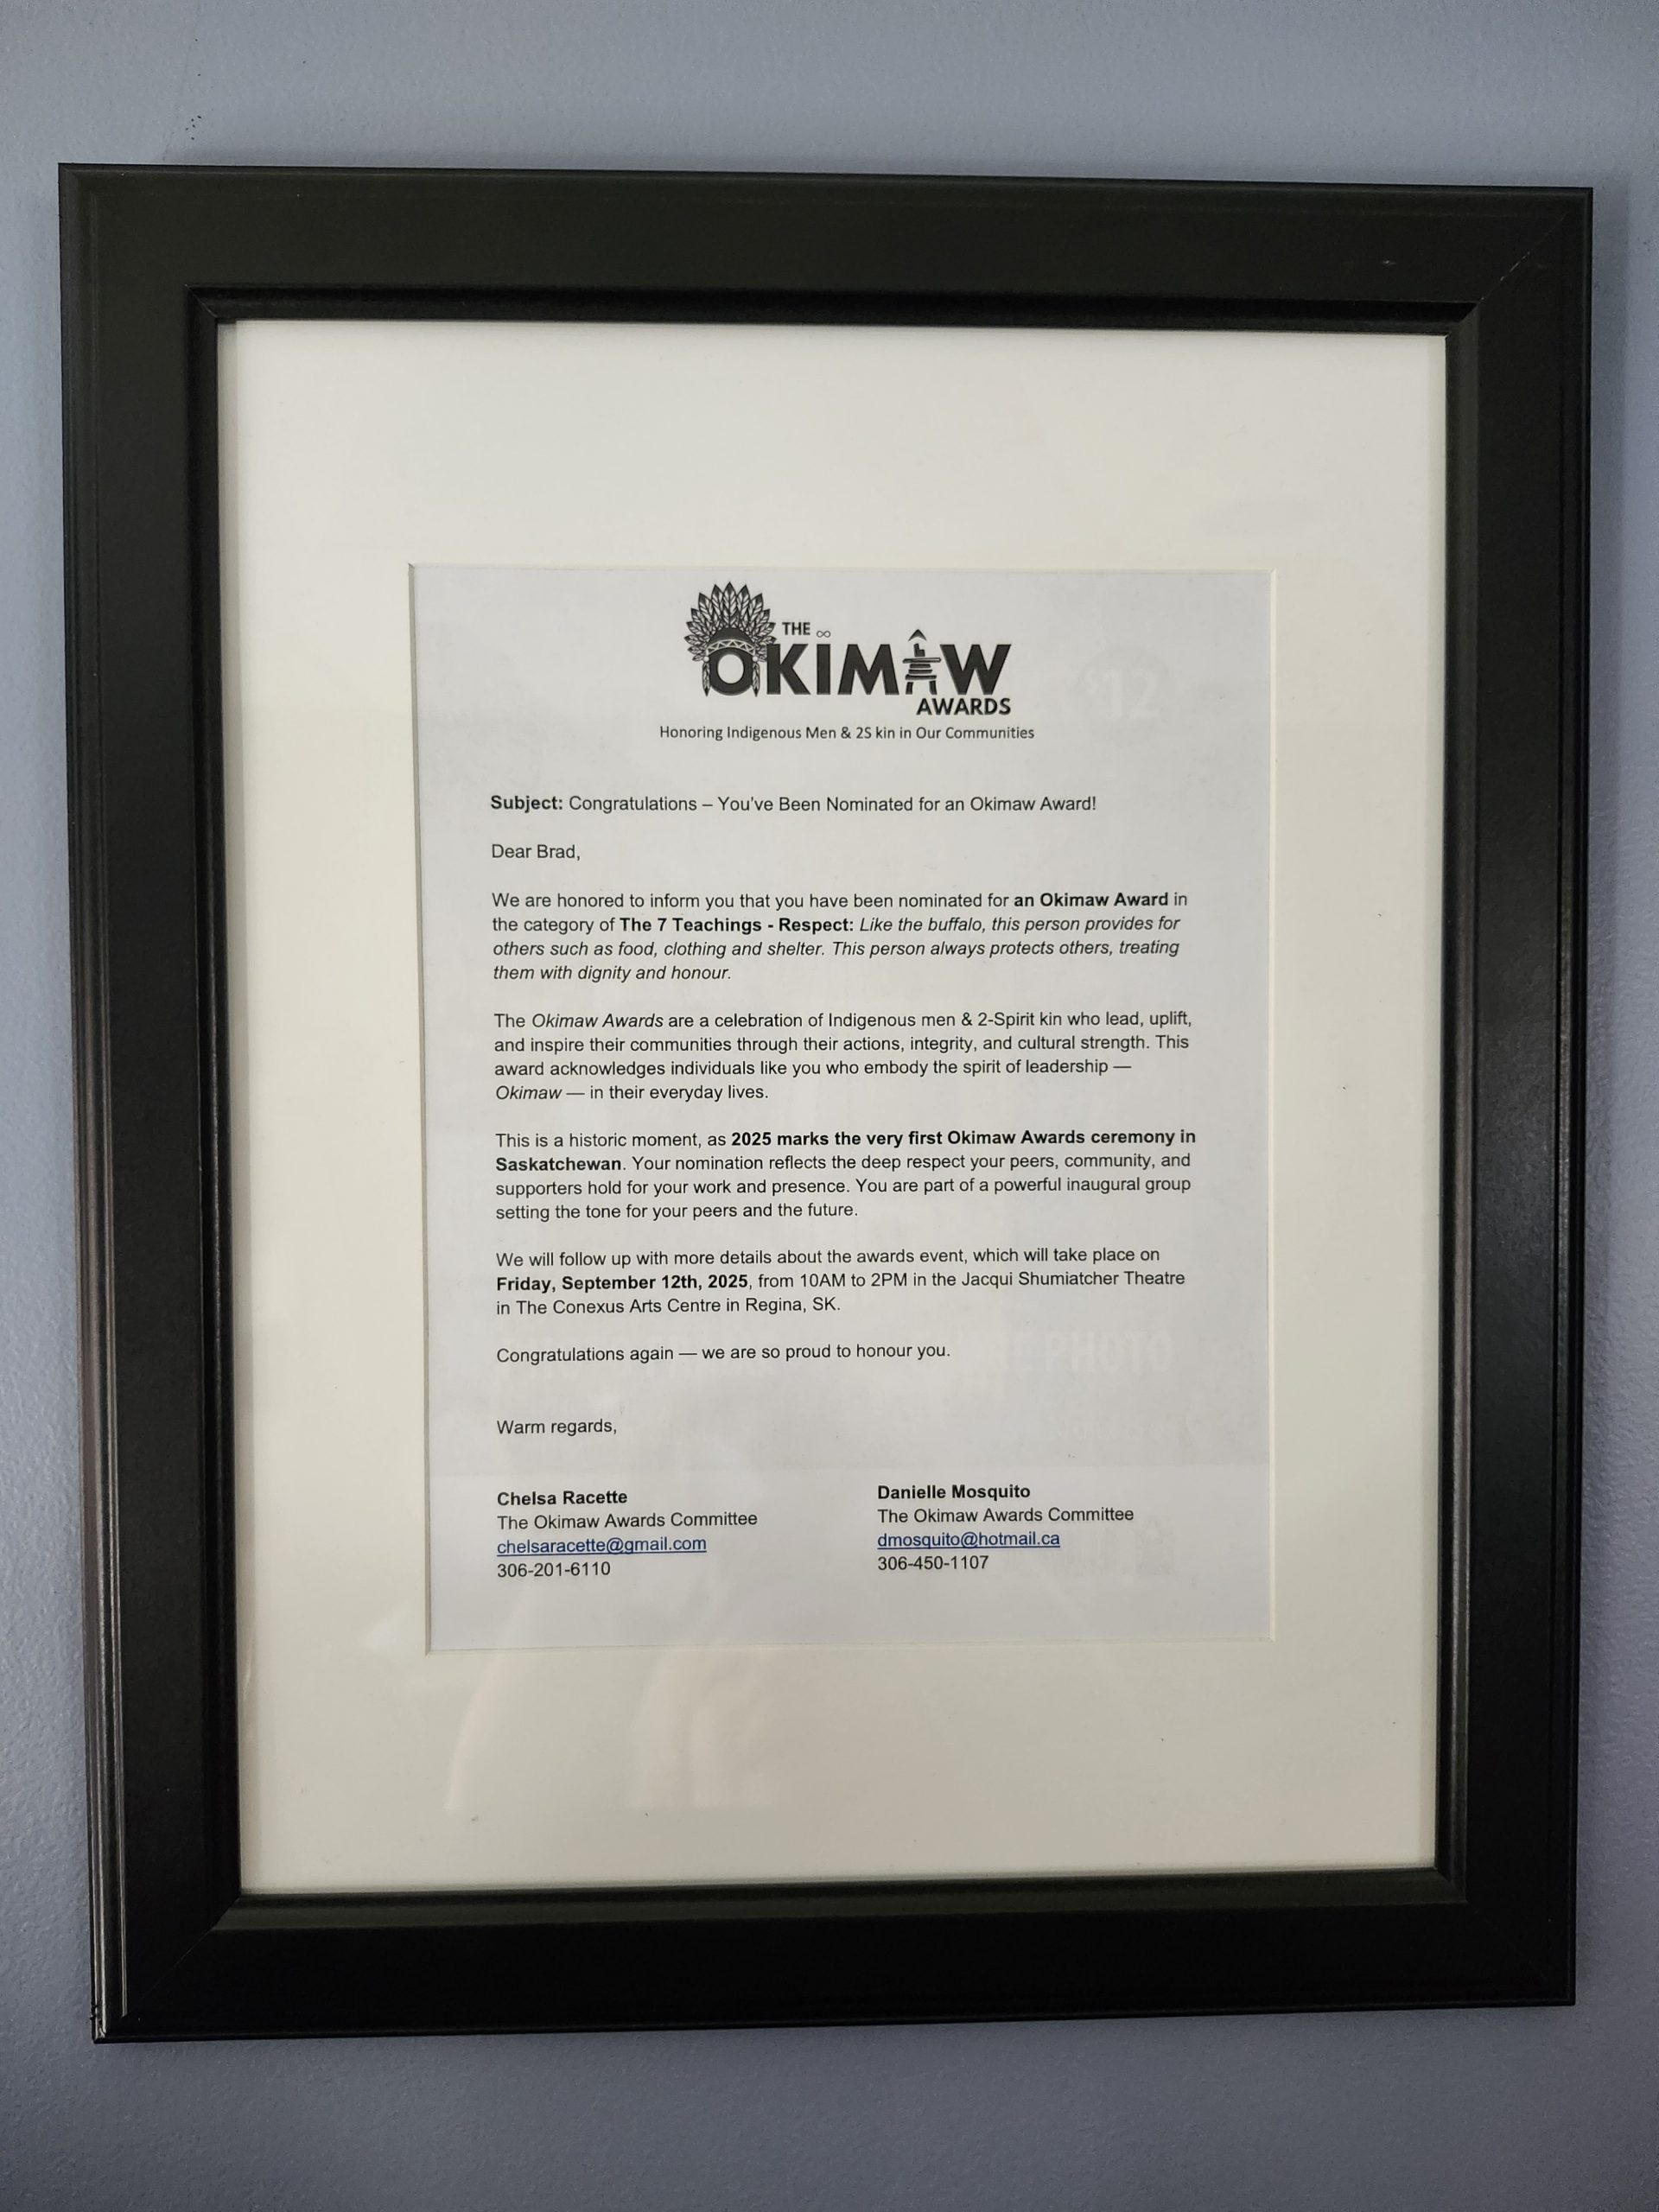 THE
OKIMAW
AWARDS
Honoring Indigenous Men & 2S kin in Our Communities
$12
Subject: Congratulations – You've Been Nominated for an Okimaw Award!
Dear Brad,
We are honored to inform you that you have been nominated for an Okimaw Award in
the category of The 7 Teachings - Respect: Like the buffalo, this person provides for
others such as food, clothing and shelter. This person always protects others, treating
them with dignity and honour.
The Okimaw Awards are a celebration of Indigenous men & 2-Spirit kin who lead, uplift,
and inspire their communities through their actions, integrity, and cultural strength. This
award acknowledges individuals like you who embody the spirit of leadership —
Okimaw — in their everyday lives.
This is a historic moment, as 2025 marks the very first Okimaw Awards ceremony in
Saskatchewan. Your nomination reflects the deep respect your peers, community, and
supporters hold for your work and presence. You are part of a powerful inaugural group
setting the tone for your peers and the future.
We will follow up with more details about the awards event, which will take place on
Friday, September 12th, 2025, from 10AM to 2PM in the Jacqui Shumiatcher Theatre
in The Conexus Arts Centre in Regina, SK.
Congratulations again — we are so proud to honour you.
PHOTO
Warm regards,
Chelsa Racette
The Okimaw Awards Committee
chelsaracette@gmail.com
306-201-6110
Danielle Mosquito
The Okimaw Awards Committee
dmosquito@hotmail.ca
306-450-1107